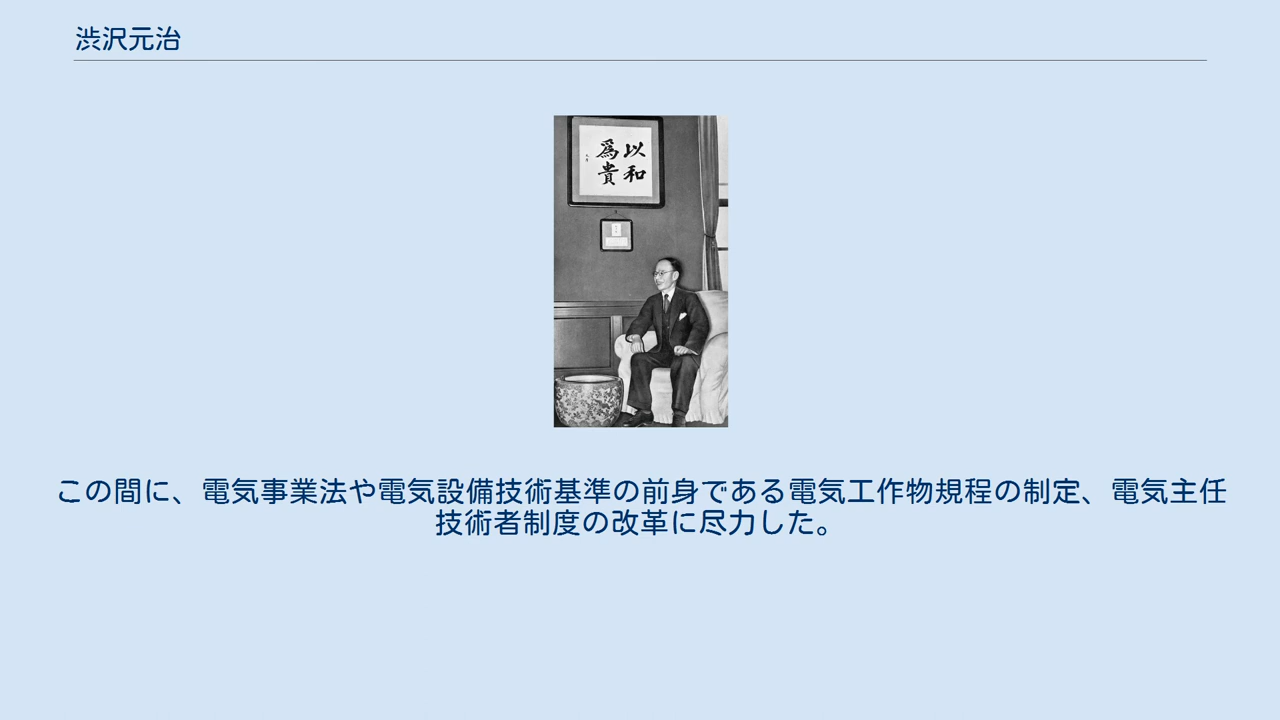 渋沢元治
以和
爲貴
この間に、電気事業法や電気設備技術基準の前身である電気工作物規程の制定、電気主任
技術者制度の改革に尽力した。